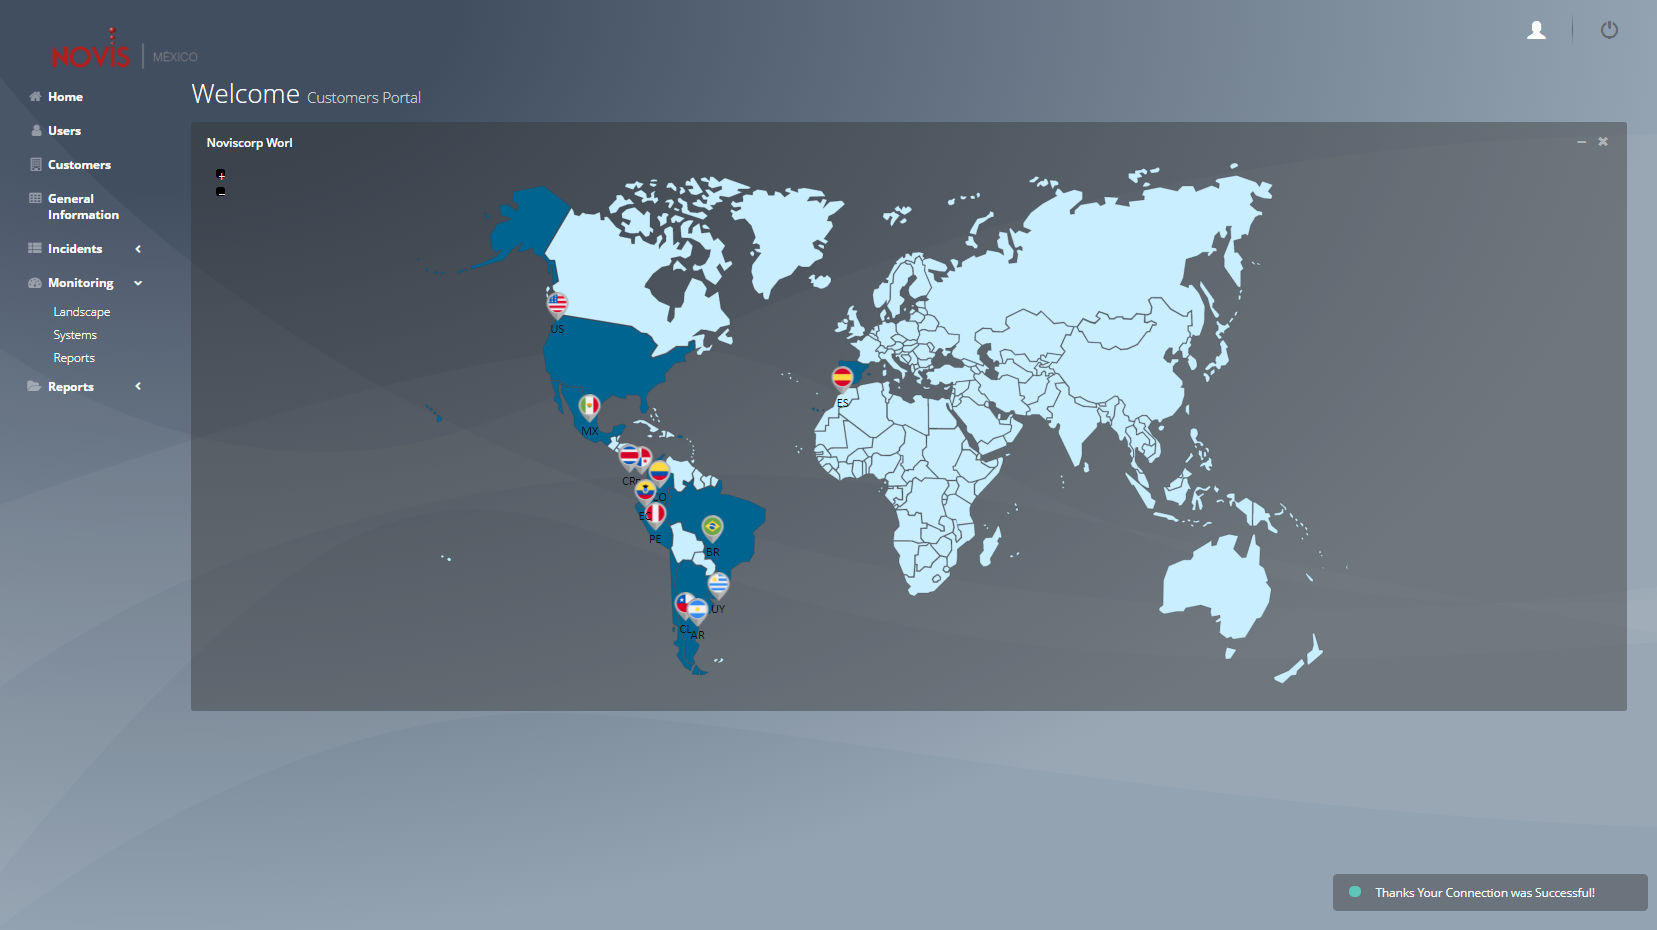 NOVIS | MÉXICO
Welcome Customers Portal
Home
Users
Customers
General
Information
Incidents
Monitoring
Landscape
Systems
Reports
Reports
Noviscorp Worl
+
−
US
MX
ES
CR
CO
EC
PE
BR
UY
CL
AR
Thanks Your Connection was Successful!